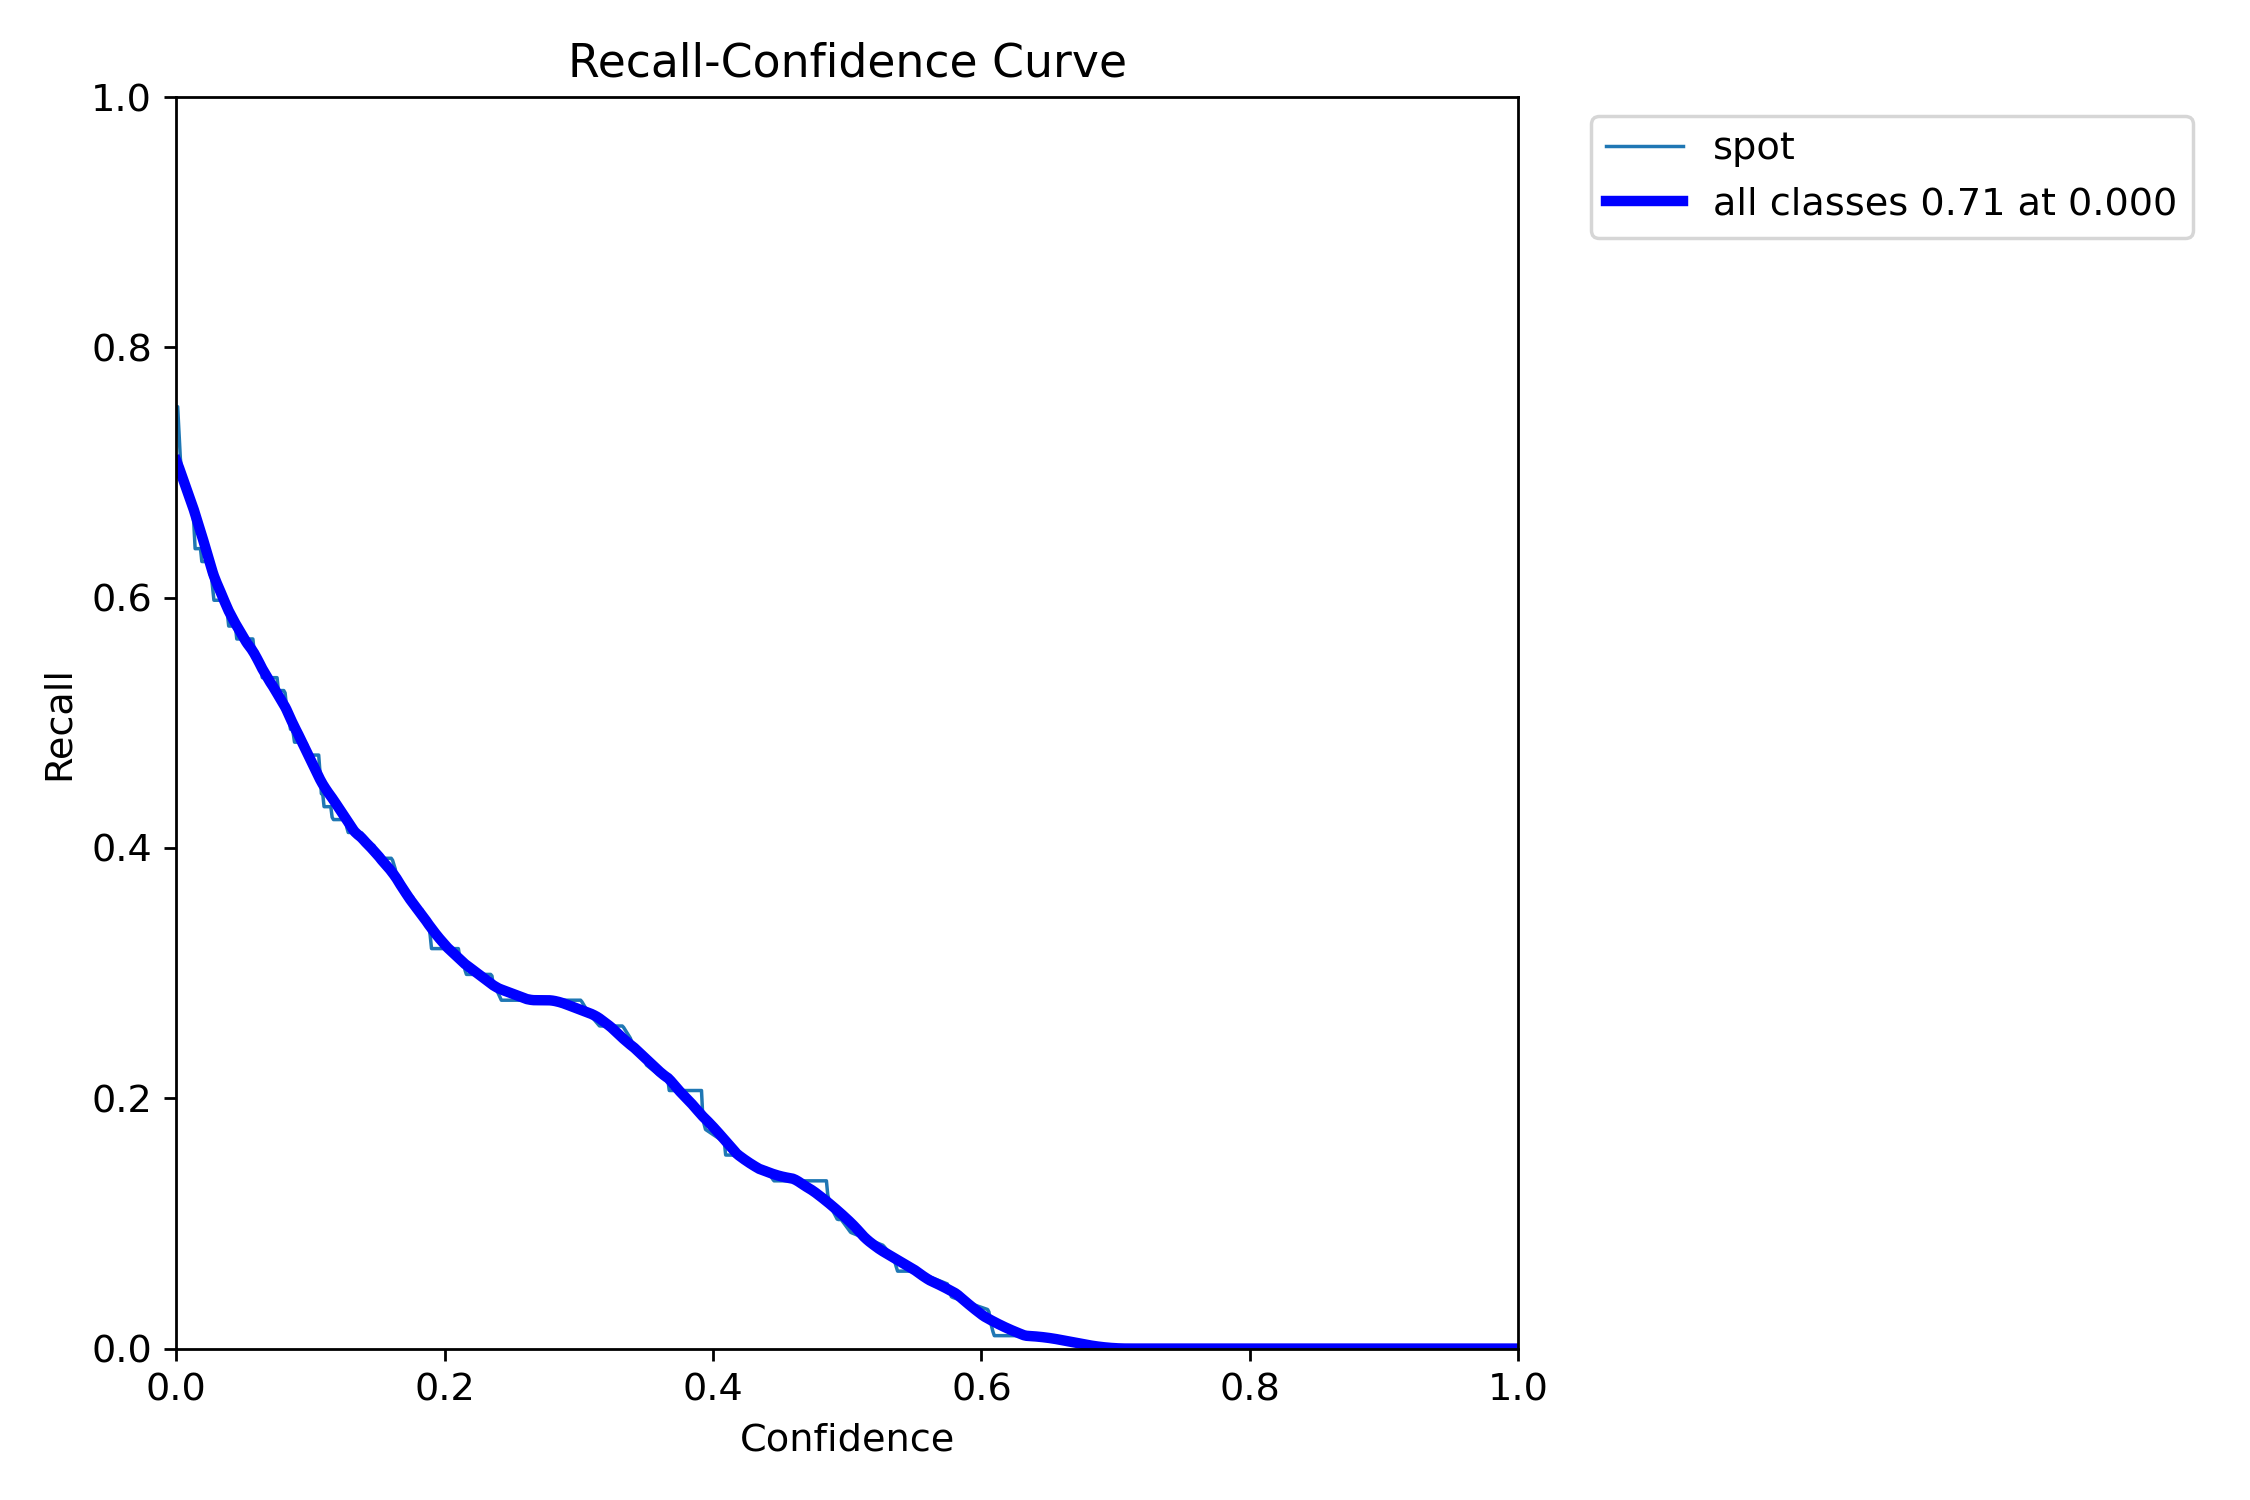 Recall-Confidence Curve
1.0
0.8
0.6
0.4
0.2
0.0
Recall
0.0 0.2 0.4 0.6 0.8 1.0
Confidence
spot
all classes 0.71 at 0.000